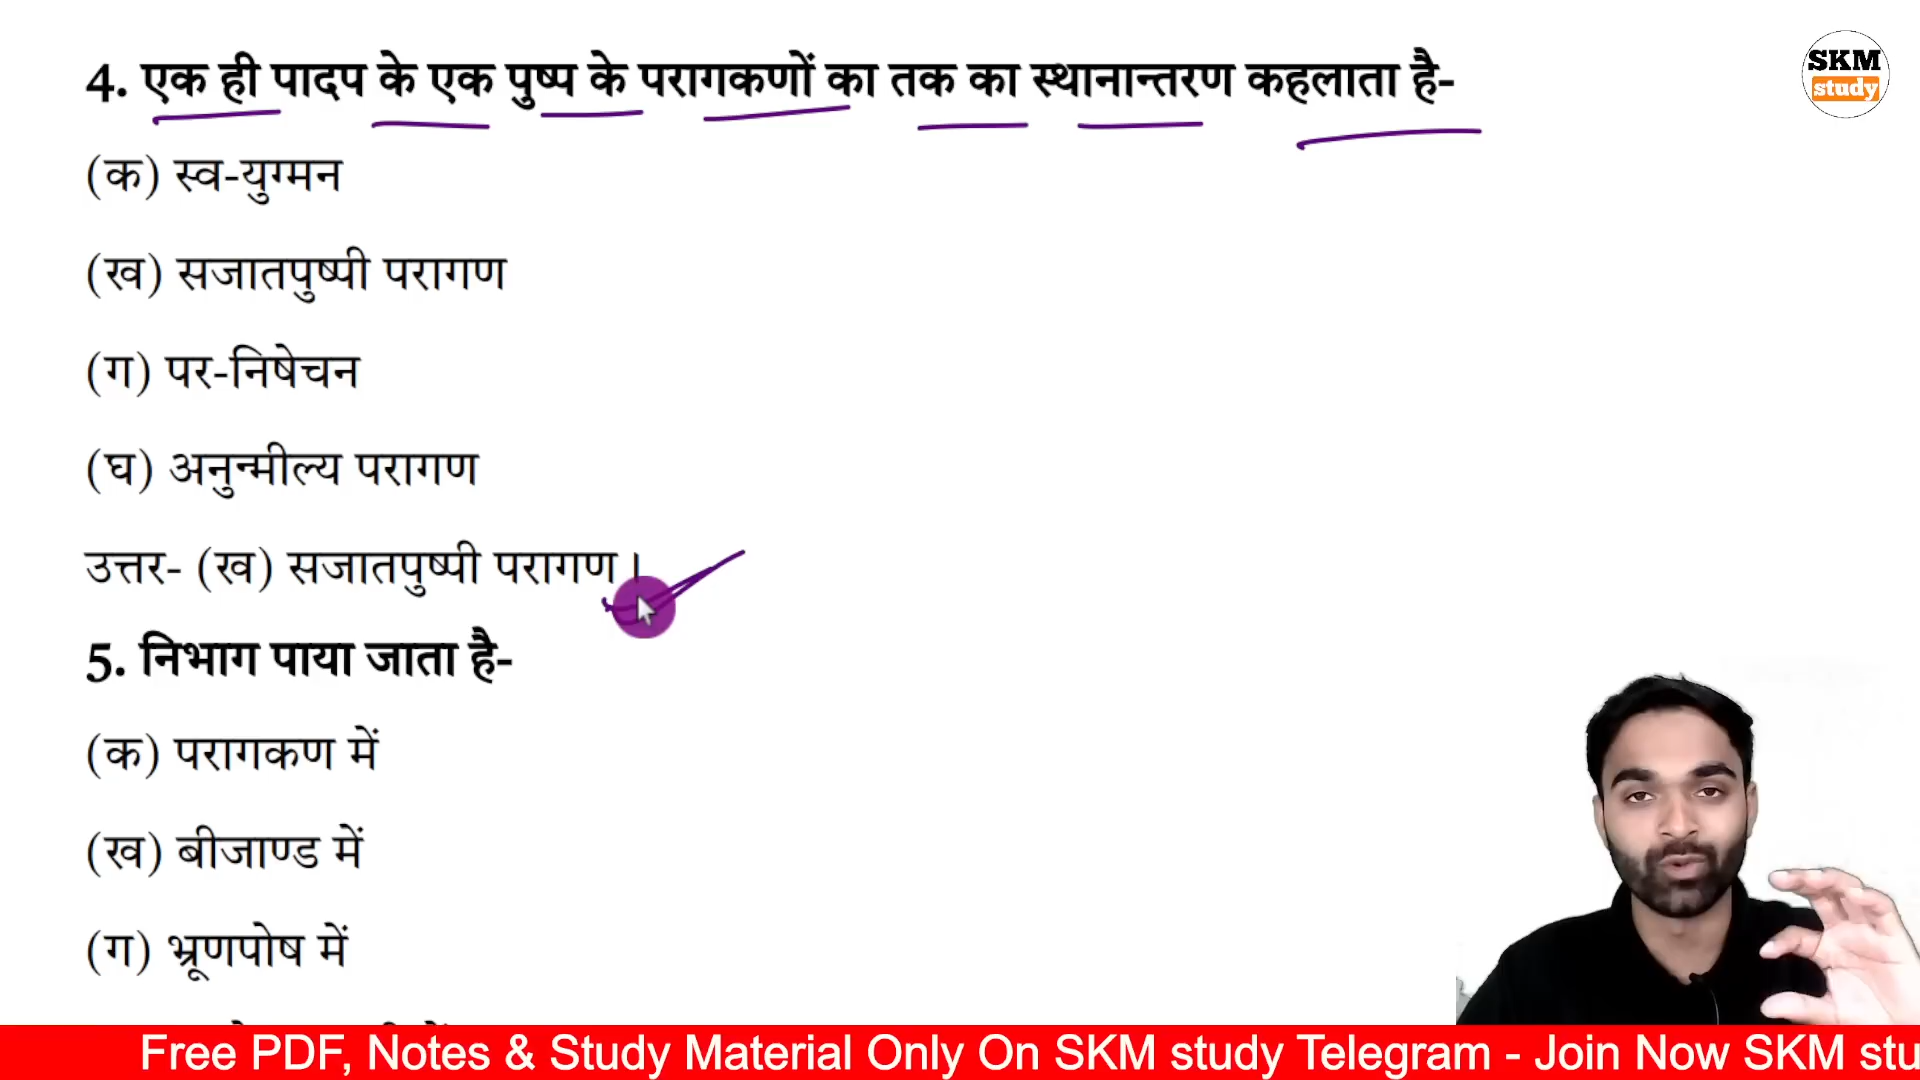 4. एक ही पादप के एक पुष्प के परागकणों का तक का स्थानान्तरण कहलाता है-
SKM
study
(क) स्व-युग्मन
(ख) सजातपुष्पी परागण
(ग) पर-निषेचन
(घ) अनुन्मील्य परागण
उत्तर- (ख) सजातपुष्पी परागण।
5. निभाग पाया जाता है-
(क) परागकण में
(ख) बीजाण्ड में
(ग) भ्रूणपोष में
Free PDF, Notes & Study Material Only On SKM study Telegram - Join Now SKM stu